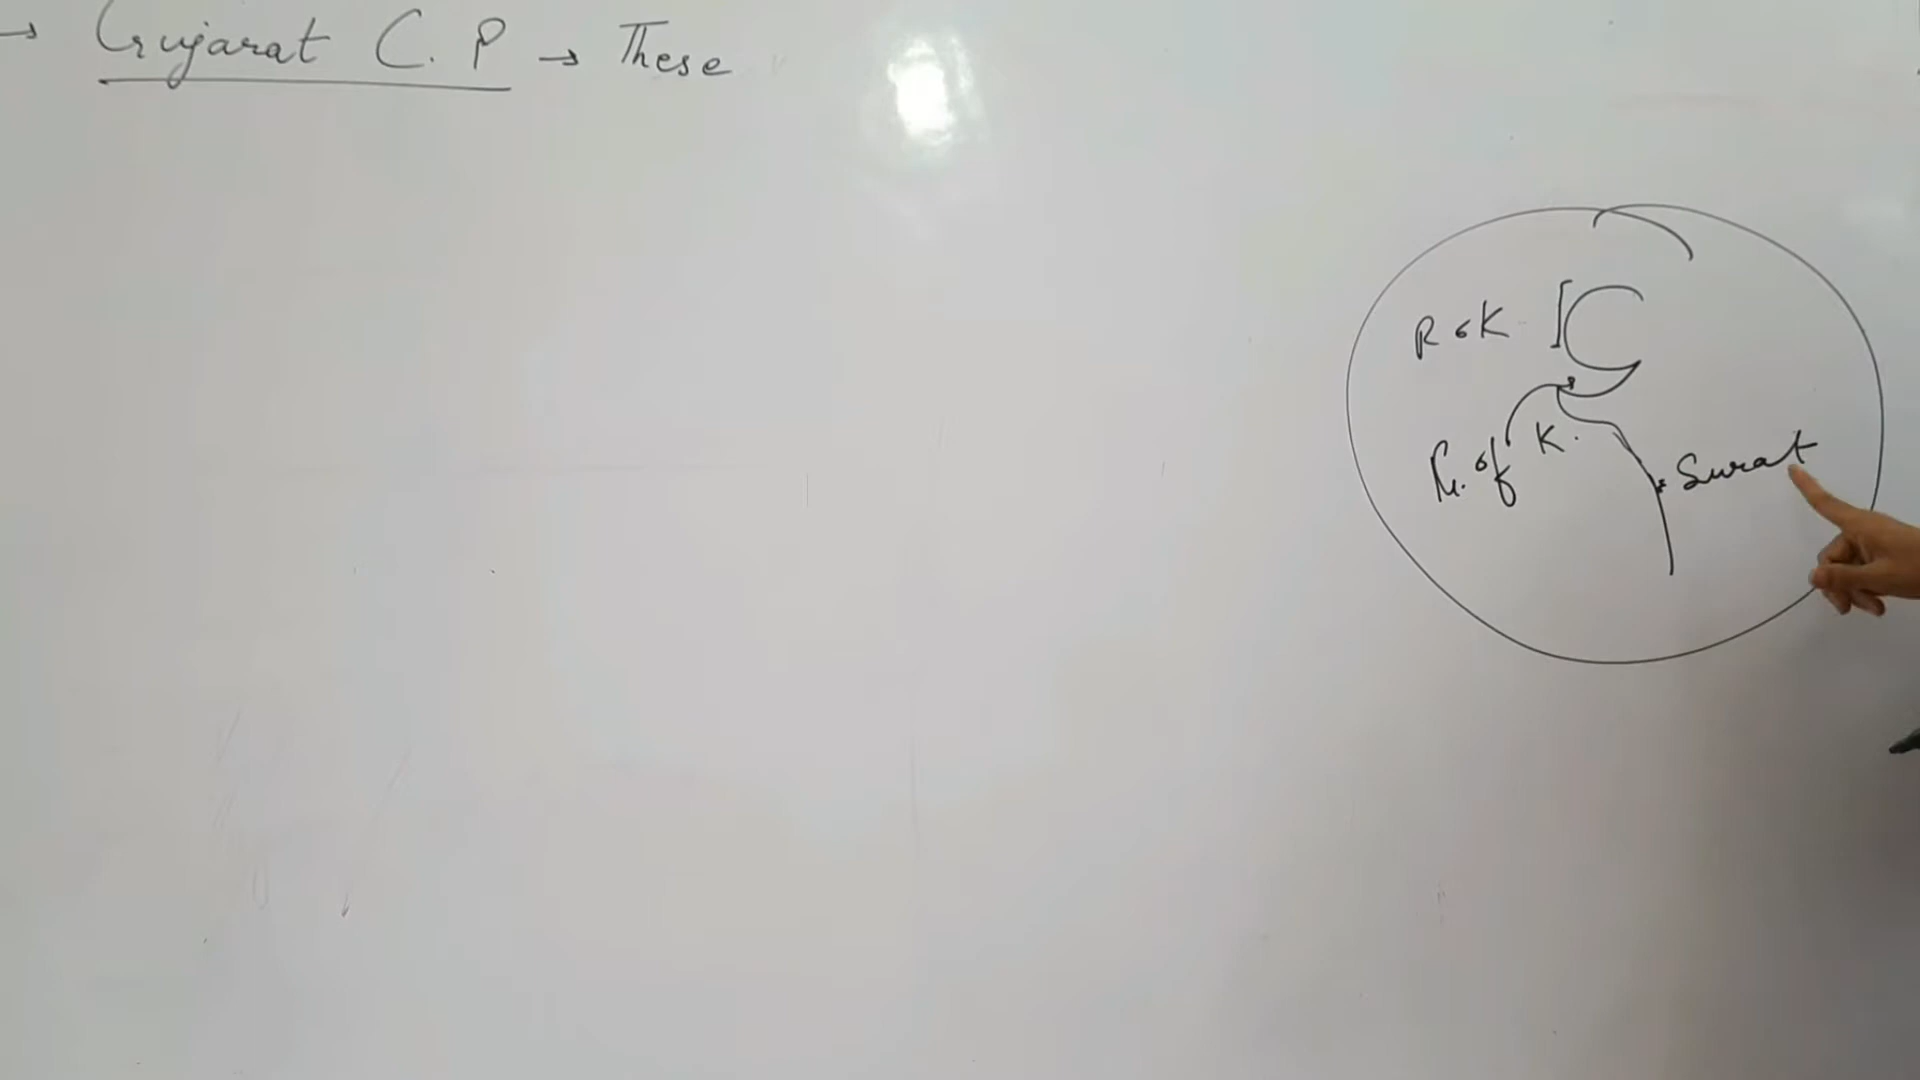 → Gujarat C. P → These
R of K
G. of K.
Surat